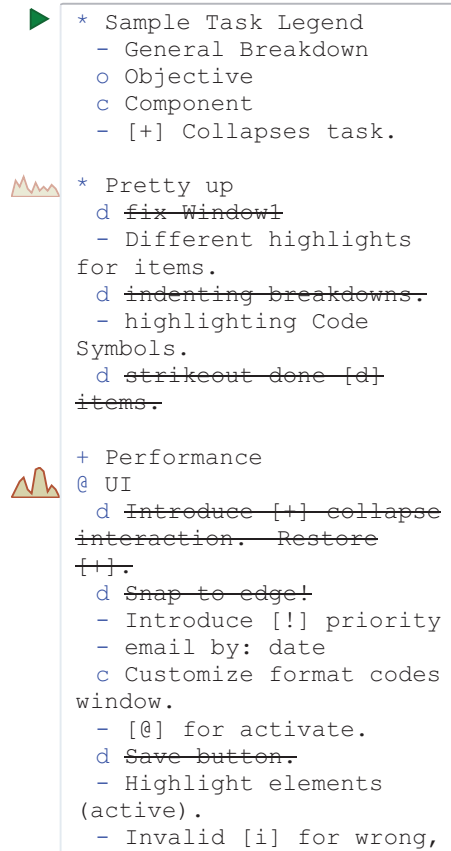 * Sample Task Legend
- General Breakdown
o Objective
c Component
- [+] Collapses task.
* Pretty up
d fix Window1
- Different highlights
for items.
d indenting breakdowns.
- highlighting Code
Symbols.
d strikeout done [d]
items.
+ Performance
@ UI
d Introduce [+] collapse
interaction. Restore
[+].
d Snap to edge!
- Introduce [!] priority
- email by: date
c Customize format codes
window.
- [@] for activate.
d Save button.
- Highlight elements
(active).
- Invalid [i] for wrong,